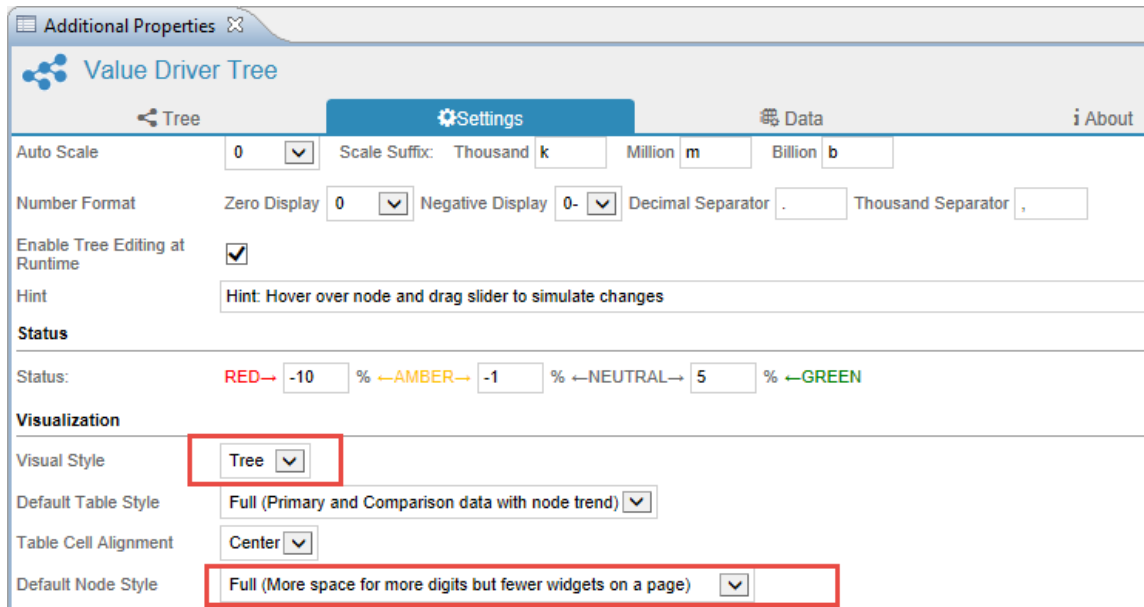 Additional Properties
Value Driver Tree
Tree Settings Data i About
Auto Scale 0 Scale Suffix: Thousand k Million m Billion b
Number Format Zero Display 0 Negative Display 0- Decimal Separator . Thousand Separator ,
Enable Tree Editing at
Runtime
Hint Hint: Hover over node and drag slider to simulate changes
Status
Status: RED→ -10 % ←AMBER→ -1 % ←NEUTRAL→ 5 % ←GREEN
Visualization
Visual Style Tree
Default Table Style Full (Primary and Comparison data with node trend)
Table Cell Alignment Center
Default Node Style Full (More space for more digits but fewer widgets on a page)